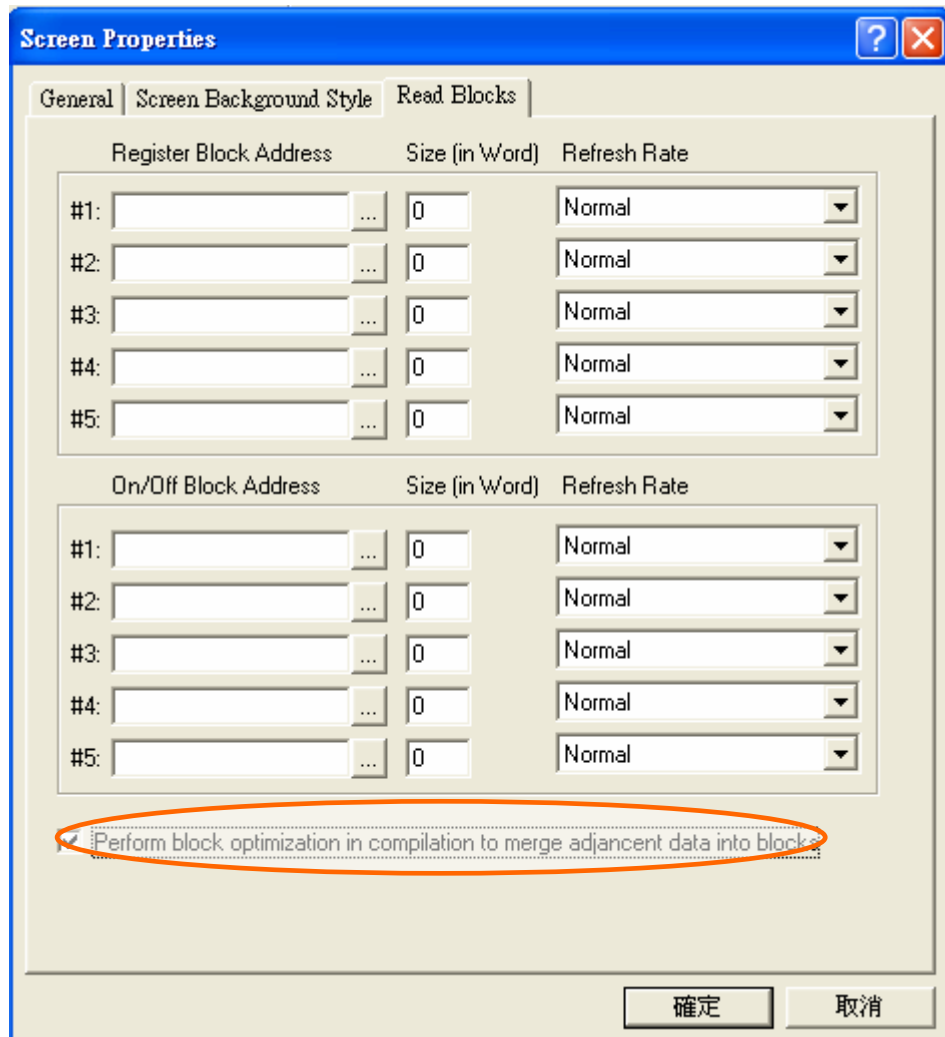 Screen Properties
General Screen Background Style Read Blocks
Register Block Address Size (in Word) Refresh Rate
#1: ... 0 Normal
#2: ... 0 Normal
#3: ... 0 Normal
#4: ... 0 Normal
#5: ... 0 Normal
On/Off Block Address Size (in Word) Refresh Rate
#1: ... 0 Normal
#2: ... 0 Normal
#3: ... 0 Normal
#4: ... 0 Normal
#5: ... 0 Normal
Perform block optimization in compilation to merge adjancent data into blocks
確定 取消